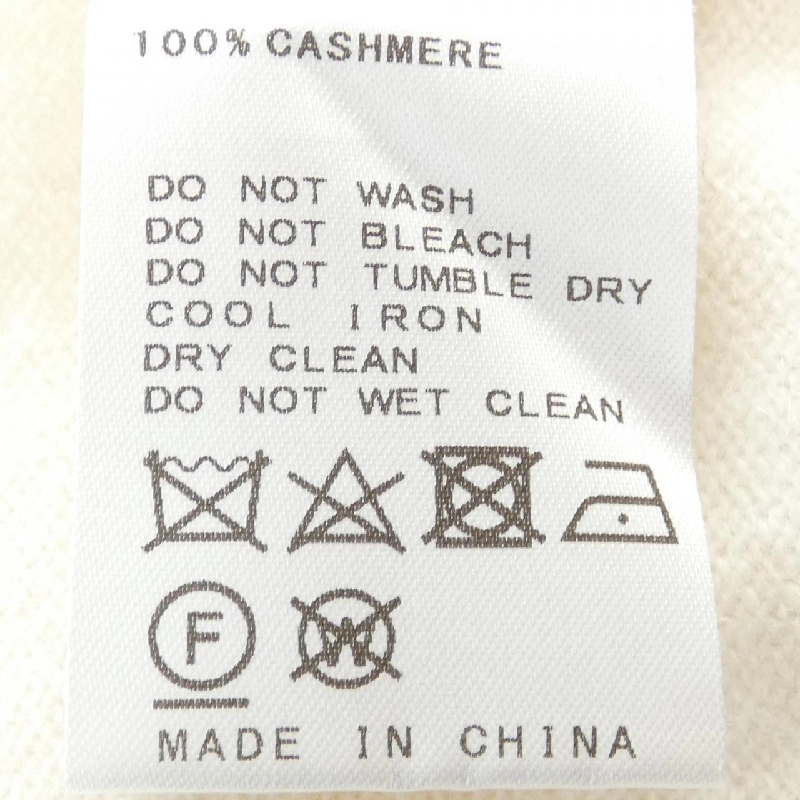 100% CASHMERE
DO NOT WASH
DO NOT BLEACH
DO NOT TUMBLE DRY
COOL IRON
DRY CLEAN
DO NOT WET CLEAN
F W
MADE IN CHINA